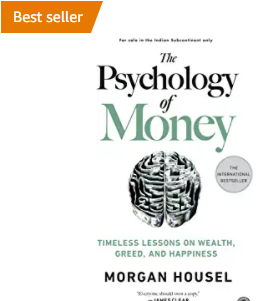 Best seller
For sale in the Indian Subcontinent only
The
Psychology
of
Money
THE
INTERNATIONAL
BESTSELLER
TIMELESS LESSONS ON WEALTH,
GREED, AND HAPPINESS
MORGAN HOUSEL
"Everyone should own a copy."
—JAMES CLEAR